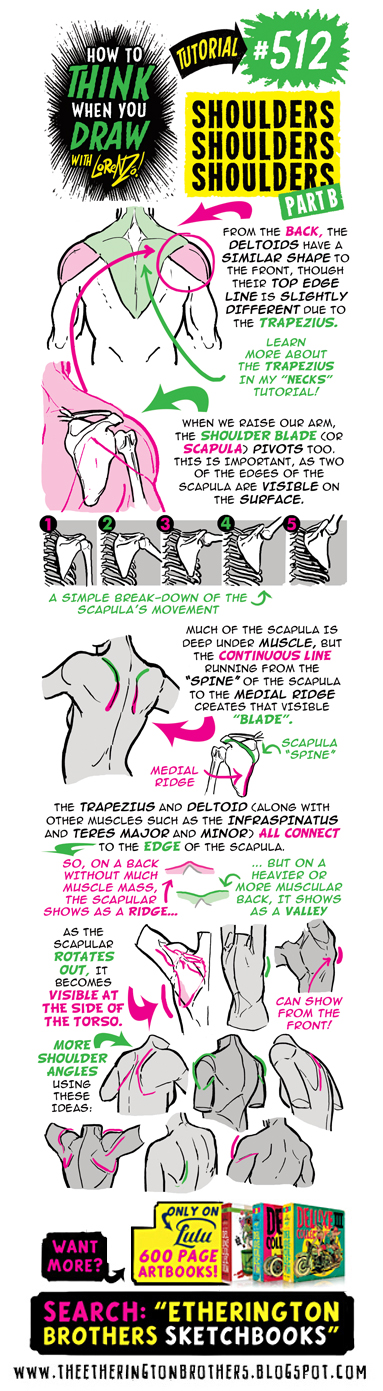 HOW TO
THINK
WHEN YOU
DRAW
WITH LORENZO!
TUTORIAL
#512
SHOULDERS
SHOULDERS
SHOULDERS
PART B
FROM THE BACK, THE
DELTOIDS HAVE A
SIMILAR SHAPE TO
THE FRONT, THOUGH
THEIR TOP EDGE
LINE IS SLIGHTLY
DIFFERENT DUE TO
THE TRAPEZIUS.
LEARN
MORE ABOUT
THE TRAPEZIUS
IN MY "NECKS"
TUTORIAL!
WHEN WE RAISE OUR ARM,
THE SHOULDER BLADE (OR
SCAPULA) PIVOTS TOO.
THIS IS IMPORTANT, AS TWO
OF THE EDGES OF THE
SCAPULA ARE VISIBLE ON
THE SURFACE.
1 2 3 4 5
A SIMPLE BREAK-DOWN OF THE
SCAPULA'S MOVEMENT
MUCH OF THE SCAPULA IS
DEEP UNDER MUSCLE, BUT
THE CONTINUOUS LINE
RUNNING FROM THE
"SPINE" OF THE SCAPULA
TO THE MEDIAL RIDGE
CREATES THAT VISIBLE
"BLADE".
SCAPULA
"SPINE"
MEDIAL
RIDGE
THE TRAPEZIUS AND DELTOID (ALONG WITH
OTHER MUSCLES SUCH AS THE INFRASPINATUS
AND TERES MAJOR AND MINOR) ALL CONNECT
TO THE EDGE OF THE SCAPULA.
SO, ON A BACK
WITHOUT MUCH
MUSCLE MASS,
THE SCAPULAR
SHOWS AS A RIDGE...
... BUT ON A
HEAVIER OR
MORE MUSCULAR
BACK, IT SHOWS
AS A VALLEY
AS THE
SCAPULAR
ROTATES
OUT, IT
BECOMES
VISIBLE AT
THE SIDE OF
THE TORSO.
CAN SHOW
FROM THE
FRONT!
MORE
SHOULDER
ANGLES
USING
THESE
IDEAS:
WANT
MORE?
ONLY ON
Lulu
600 PAGE
ARTBOOKS!
SEARCH: "ETHERINGTON
BROTHERS SKETCHBOOKS"
WWW.THEETHERINGTONBROTHERS.BLOGSPOT.COM